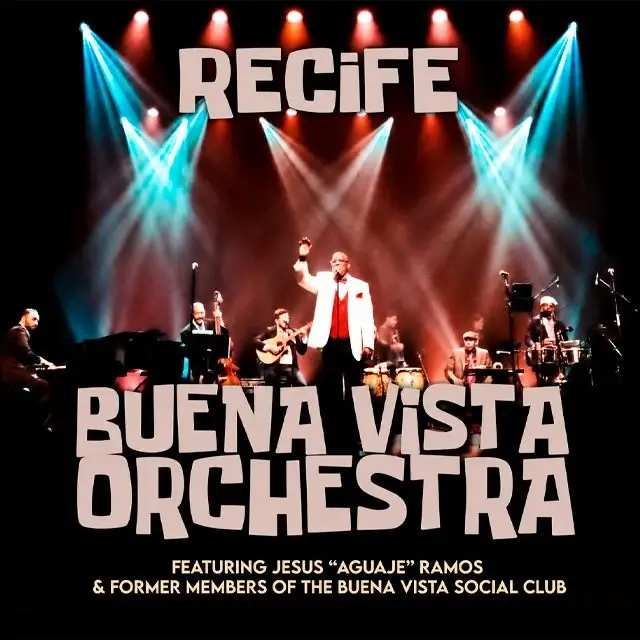 RECiFE
BUENA ViSTA
ORCHESTRA
FEATURING JESUS “AGUAJE” RAMOS
& FORMER MEMBERS OF THE BUENA VISTA SOCIAL CLUB